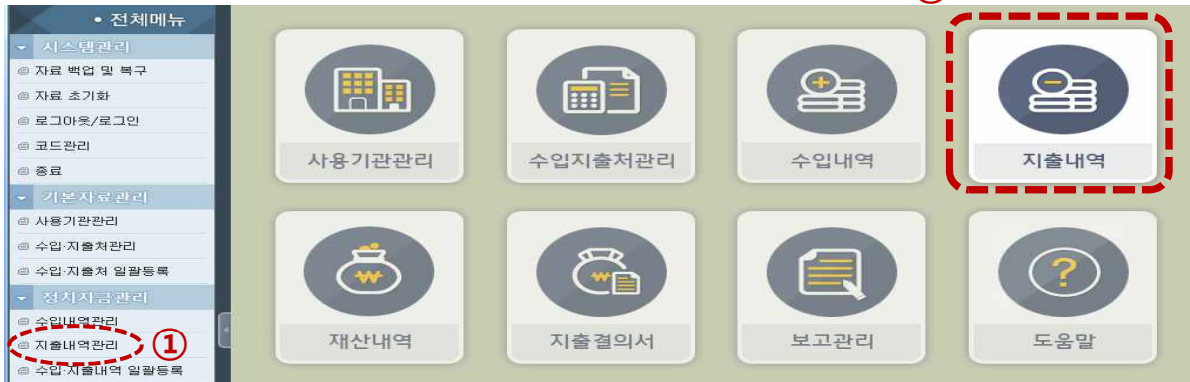 • 전체메뉴
시스템관리
자료 백업 및 복구
자료 초기화
로그아웃/로그인
코드관리
종료
기본자료관리
사용기관관리
수입·지출처관리
수입·지출처 일괄등록
정치자금관리
수입내역관리
지출내역관리 ①
수입·지출내역 일괄등록
사용기관관리
수입지출처관리
수입내역
지출내역
재산내역
지출결의서
보고관리
도움말